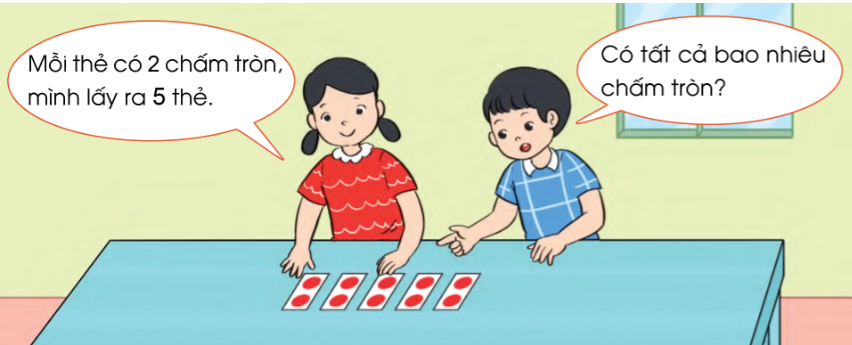 Mỗi thẻ có 2 chấm tròn,
mình lấy ra 5 thẻ.
Có tất cả bao nhiêu
chấm tròn?